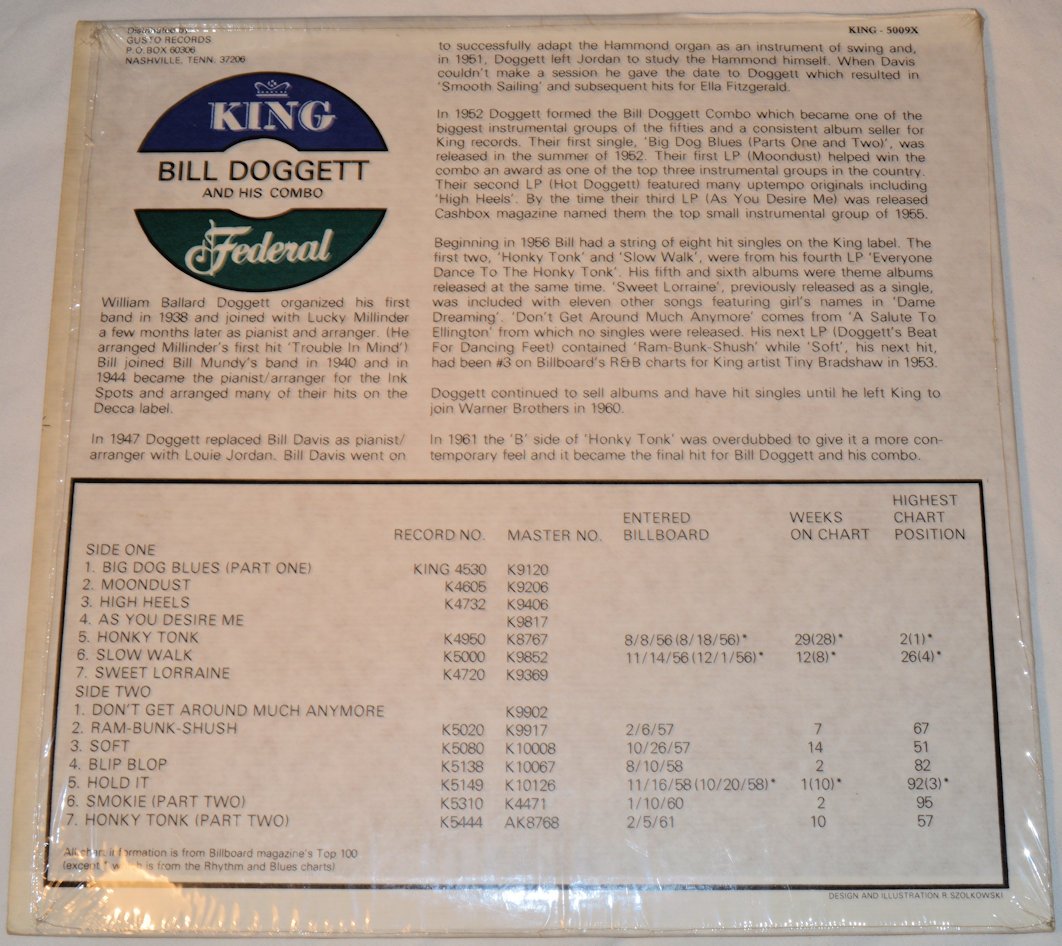 Distributed by
GUSTO RECORDS
P.O. BOX 60306
NASHVILLE, TENN. 37206
KING - 5009X
KING
BILL DOGGETT
AND HIS COMBO
Federal
William Ballard Doggett organized his first
band in 1938 and joined with Lucky Millinder
a few months later as pianist and arranger. (He
arranged Millinder's first hit 'Trouble In Mind')
Bill joined Bill Mundy's band in 1940 and in
1944 became the pianist/arranger for the Ink
Spots and arranged many of their hits on the
Decca label.
In 1947 Doggett replaced Bill Davis as pianist/
arranger with Louie Jordan. Bill Davis went on
to successfully adapt the Hammond organ as an instrument of swing and,
in 1951, Doggett left Jordan to study the Hammond himself. When Davis
couldn't make a session he gave the date to Doggett which resulted in
'Smooth Sailing' and subsequent hits for Ella Fitzgerald.
In 1952 Doggett formed the Bill Doggett Combo which became one of the
biggest instrumental groups of the fifties and a consistent album seller for
King records. Their first single, 'Big Dog Blues (Parts One and Two)', was
released in the summer of 1952. Their first LP (Moondust) helped win the
combo an award as one of the top three instrumental groups in the country.
Their second LP (Hot Doggett) featured many uptempo originals including
'High Heels'. By the time their third LP (As You Desire Me) was released
Cashbox magazine named them the top small instrumental group of 1955.
Beginning in 1956 Bill had a string of eight hit singles on the King label. The
first two, 'Honky Tonk' and 'Slow Walk', were from his fourth LP 'Everyone
Dance To The Honky Tonk'. His fifth and sixth albums were theme albums
released at the same time. 'Sweet Lorraine', previously released as a single,
was included with eleven other songs featuring girl's names in 'Dame
Dreaming'. 'Don't Get Around Much Anymore' comes from 'A Salute To
Ellington' from which no singles were released. His next LP (Doggett's Beat
For Dancing Feet) contained 'Ram-Bunk-Shush' while 'Soft', his next hit,
had been #3 on Billboard's R&B charts for King artist Tiny Bradshaw in 1953.
Doggett continued to sell albums and have hit singles until he left King to
join Warner Brothers in 1960.
In 1961 the 'B' side of 'Honky Tonk' was overdubbed to give it a more con-
temporary feel and it became the final hit for Bill Doggett and his combo.
RECORD NO. MASTER NO. ENTERED BILLBOARD WEEKS ON CHART HIGHEST CHART POSITION
SIDE ONE
1. BIG DOG BLUES (PART ONE) KING 4530 K9120
2. MOONDUST K4605 K9206
3. HIGH HEELS K4732 K9406
4. AS YOU DESIRE ME K9817
5. HONKY TONK K4950 K8767 8/8/56 (8/18/56)* 29(28)* 2(1)*
6. SLOW WALK K5000 K9852 11/14/56 (12/1/56)* 12(8)* 26(4)*
7. SWEET LORRAINE K4720 K9369
SIDE TWO
1. DON'T GET AROUND MUCH ANYMORE K9902
2. RAM-BUNK-SHUSH K5020 K9917 2/6/57 7 67
3. SOFT K5080 K10008 10/26/57 14 51
4. BLIP BLOP K5138 K10067 8/10/58 2 82
5. HOLD IT K5149 K10126 11/16/58 (10/20/58)* 1(10)* 92(3)*
6. SMOKIE (PART TWO) K5310 K4471 1/10/60 2 95
7. HONKY TONK (PART TWO) K5444 AK8768 2/5/61 10 57
All chart information is from Billboard magazine's Top 100
(except * which is from the Rhythm and Blues charts)
DESIGN AND ILLUSTRATION R. SZOLKOWSKI